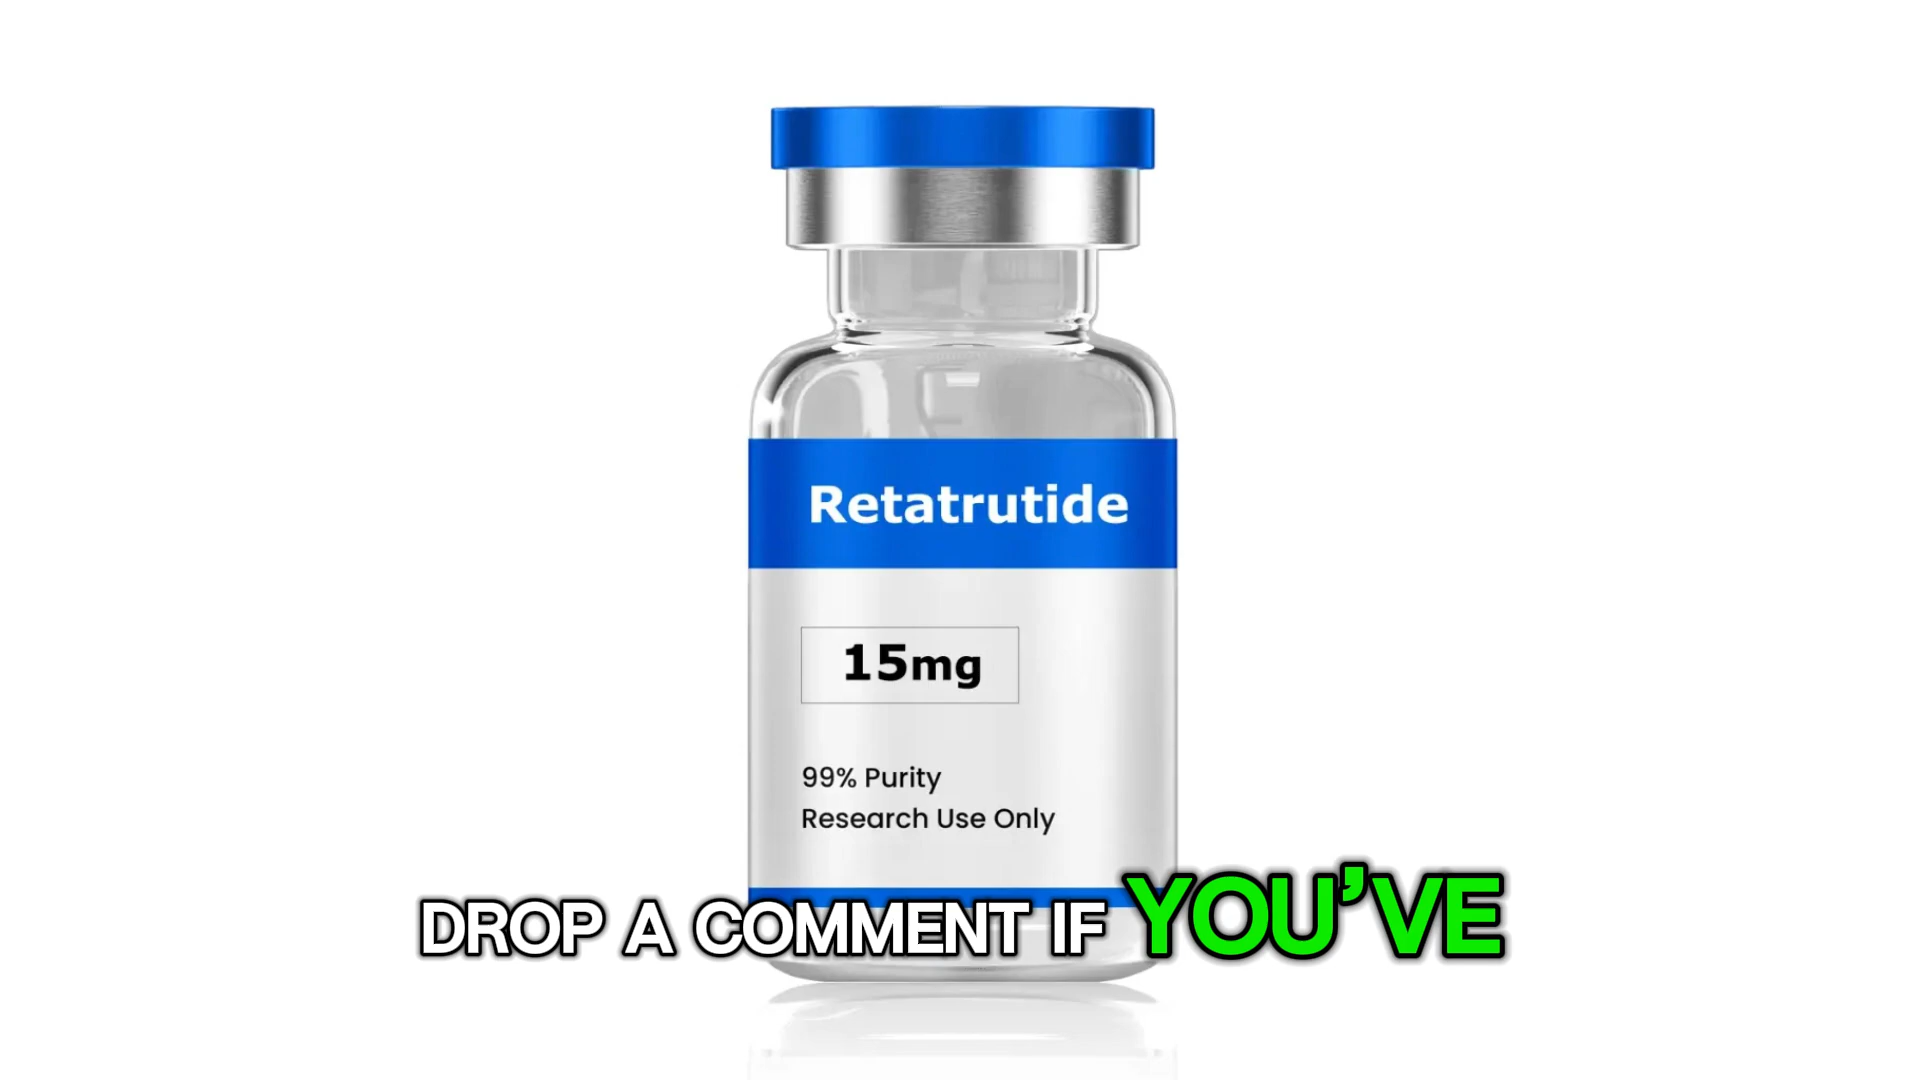 Retatrutide
15mg
99% Purity
Research Use Only
DROP A COMMENT IF YOU'VE